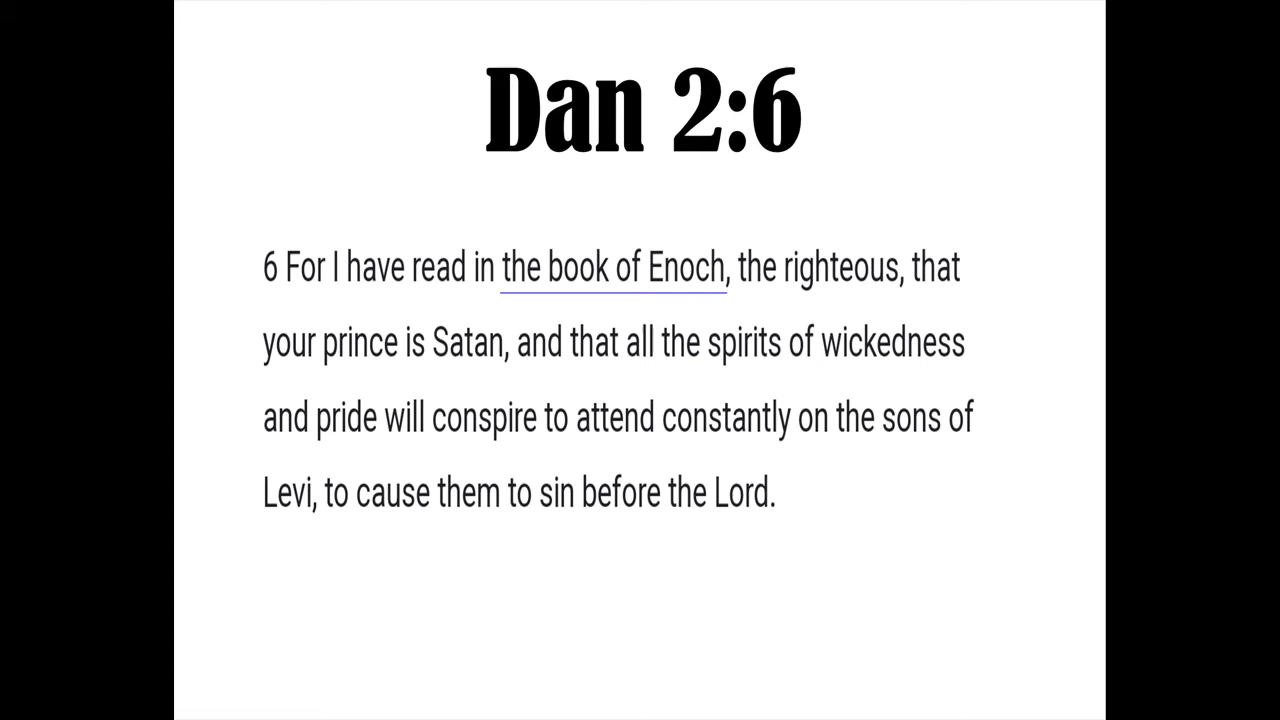 Dan 2:6
6 For I have read in the book of Enoch, the righteous, that
your prince is Satan, and that all the spirits of wickedness
and pride will conspire to attend constantly on the sons of
Levi, to cause them to sin before the Lord.